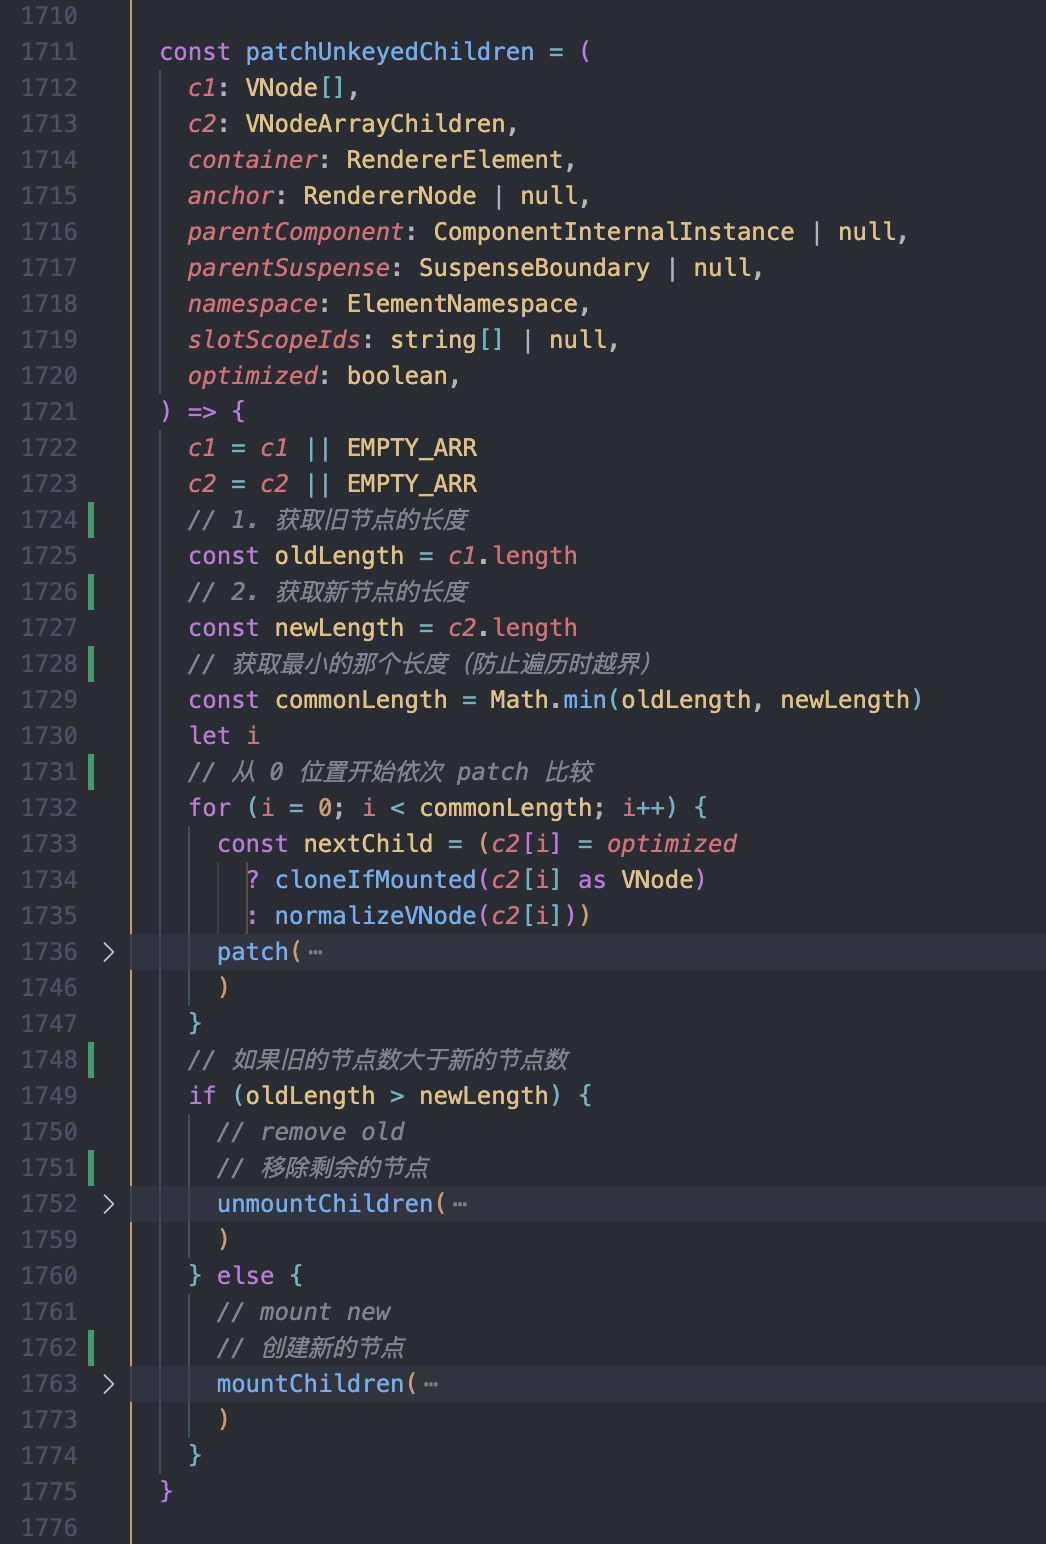 1710
1711 const patchUnkeyedChildren = (
1712 c1: VNode[],
1713 c2: VNodeArrayChildren,
1714 container: RendererElement,
1715 anchor: RendererNode | null,
1716 parentComponent: ComponentInternalInstance | null,
1717 parentSuspense: SuspenseBoundary | null,
1718 namespace: ElementNamespace,
1719 slotScopeIds: string[] | null,
1720 optimized: boolean,
1721 ) => {
1722 c1 = c1 || EMPTY_ARR
1723 c2 = c2 || EMPTY_ARR
1724 // 1. 获取旧节点的长度
1725 const oldLength = c1.length
1726 // 2. 获取新节点的长度
1727 const newLength = c2.length
1728 // 获取最小的那个长度（防止遍历时越界）
1729 const commonLength = Math.min(oldLength, newLength)
1730 let i
1731 // 从 0 位置开始依次 patch 比较
1732 for (i = 0; i < commonLength; i++) {
1733 const nextChild = (c2[i] = optimized
1734 ? cloneIfMounted(c2[i] as VNode)
1735 : normalizeVNode(c2[i]))
1736 patch( ⋯
1746 )
1747 }
1748 // 如果旧的节点数大于新的节点数
1749 if (oldLength > newLength) {
1750 // remove old
1751 // 移除剩余的节点
1752 unmountChildren( ⋯
1759 )
1760 } else {
1761 // mount new
1762 // 创建新的节点
1763 mountChildren( ⋯
1773 )
1774 }
1775 }
1776